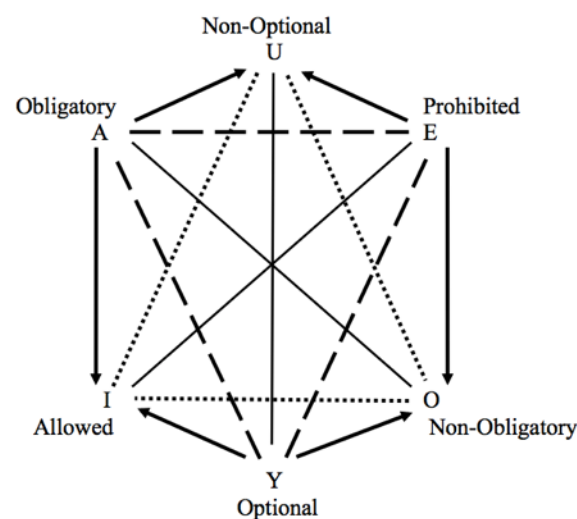 Non-Optional
U
Obligatory
Prohibited
A
E
I
O
Allowed
Non-Obligatory
Y
Optional